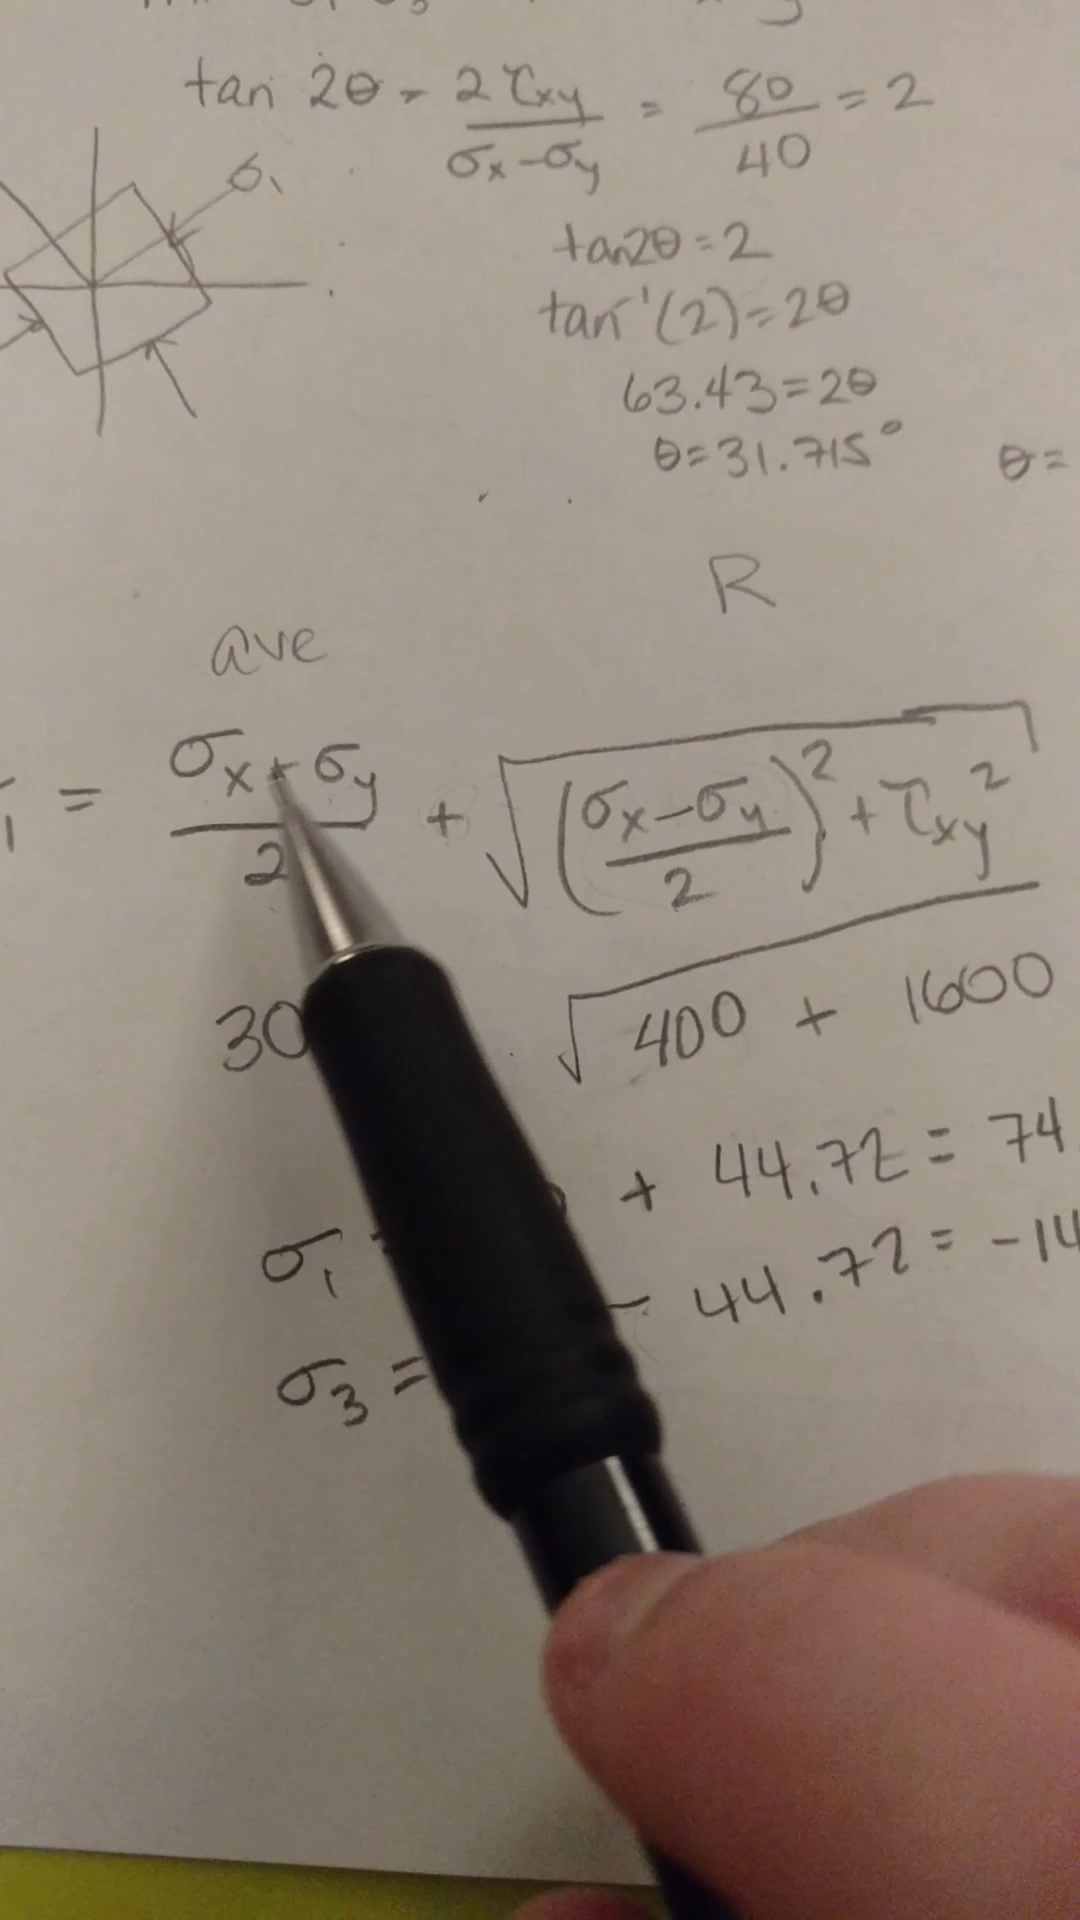 tan 2θ = 2τxy / σx-σy = 80/40 = 2
σ1
tan2θ=2
tan⁻¹(2)=2θ
63.43=2θ
θ=31.715° θ=
R
ave
= σx+σy / 2 + √((σx-σy / 2)² + τxy²)
30 √400 + 1600
+ 44.72 = 74
σ1
- 44.72 = -14
σ3 =